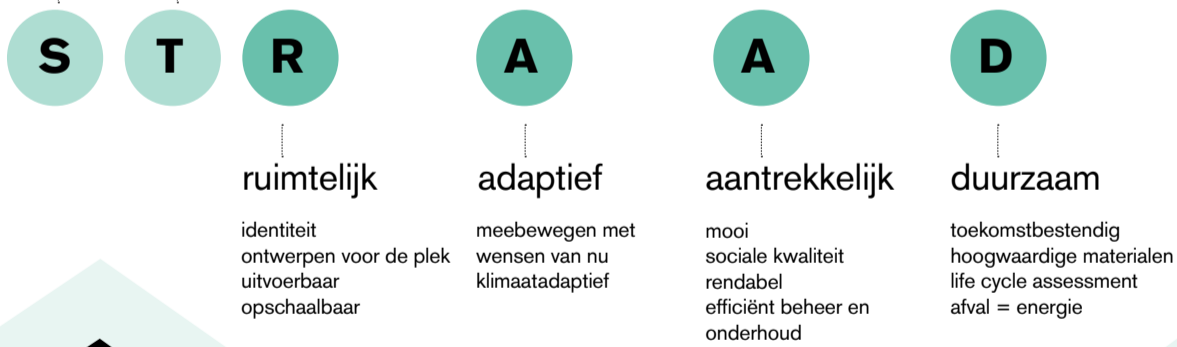 S T R A A D
ruimtelijk
identiteit
ontwerpen voor de plek
uitvoerbaar
opschaalbaar
adaptief
meebewegen met
wensen van nu
klimaatadaptief
aantrekkelijk
mooi
sociale kwaliteit
rendabel
efficiënt beheer en
onderhoud
duurzaam
toekomstbestendig
hoogwaardige materialen
life cycle assessment
afval = energie